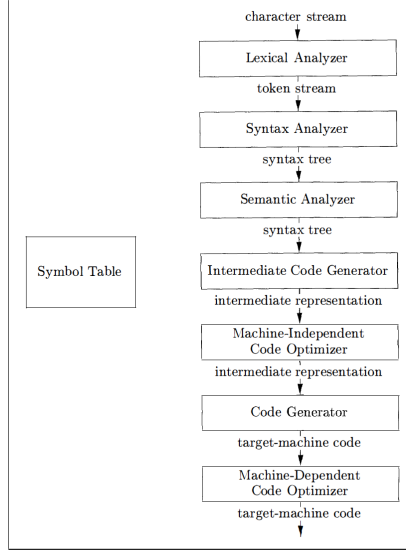 character stream
Lexical Analyzer
token stream
Syntax Analyzer
syntax tree
Semantic Analyzer
syntax tree
Symbol Table
Intermediate Code Generator
intermediate representation
Machine-Independent
Code Optimizer
intermediate representation
Code Generator
target-machine code
Machine-Dependent
Code Optimizer
target-machine code